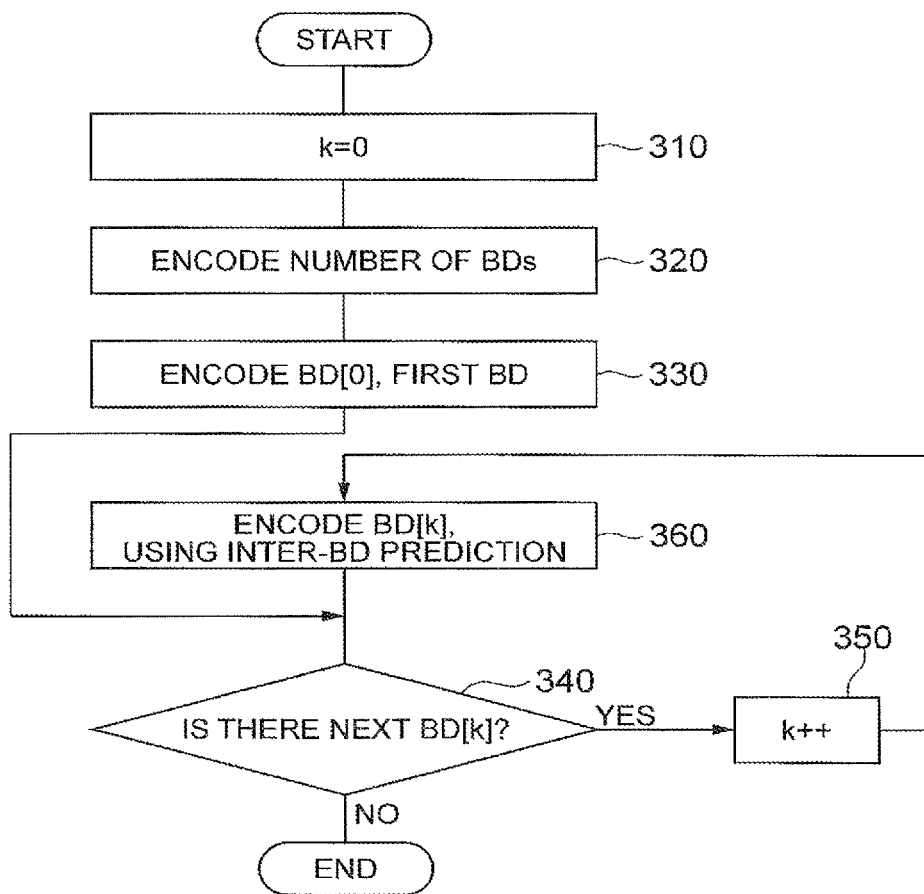 START
k=0
310
ENCODE NUMBER OF BDs
320
ENCODE BD[0], FIRST BD
330
ENCODE BD[k],
USING INTER-BD PREDICTION
360
340
350
IS THERE NEXT BD[k]?
YES
k++
NO
END